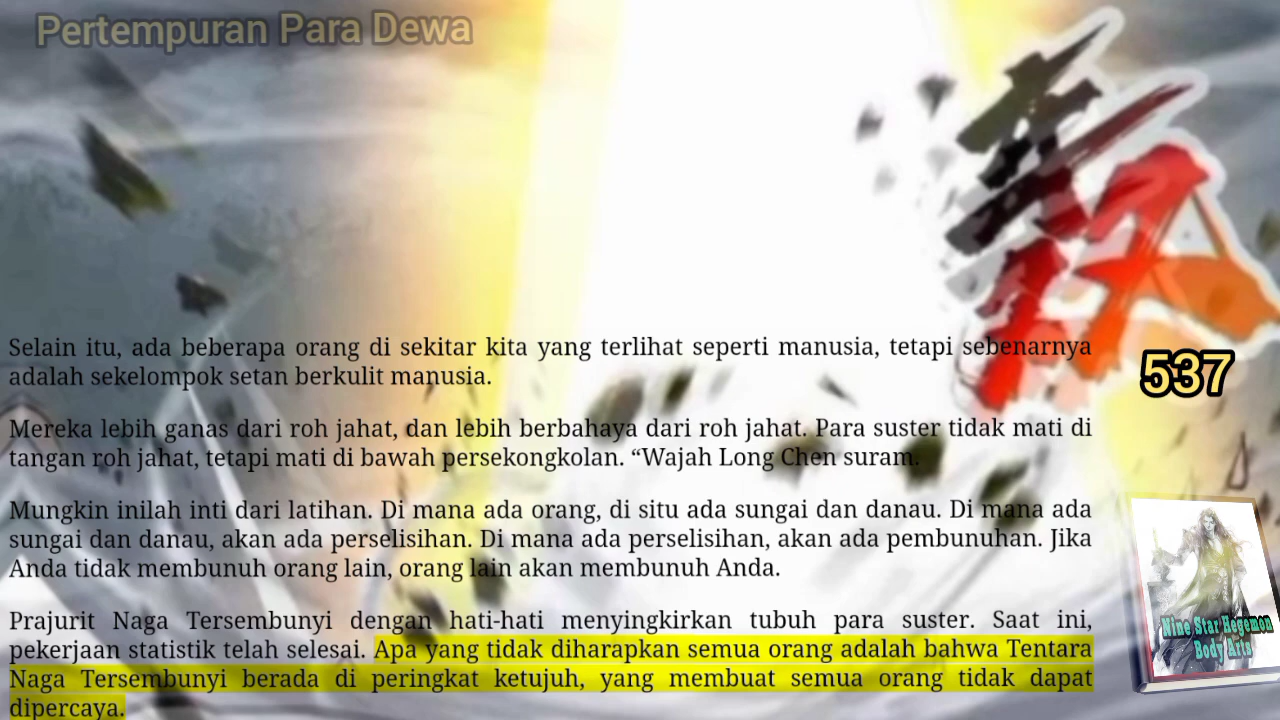 Pertempuran Para Dewa
Selain itu, ada beberapa orang di sekitar kita yang terlihat seperti manusia, tetapi sebenarnya
adalah sekelompok setan berkulit manusia.
Mereka lebih ganas dari roh jahat, dan lebih berbahaya dari roh jahat. Para suster tidak mati di
tangan roh jahat, tetapi mati di bawah persekongkolan. “Wajah Long Chen suram.
Mungkin inilah inti dari latihan. Di mana ada orang, di situ ada sungai dan danau. Di mana ada
sungai dan danau, akan ada perselisihan. Di mana ada perselisihan, akan ada pembunuhan. Jika
Anda tidak membunuh orang lain, orang lain akan membunuh Anda.
Prajurit Naga Tersembunyi dengan hati-hati menyingkirkan tubuh para suster. Saat ini,
pekerjaan statistik telah selesai. Apa yang tidak diharapkan semua orang adalah bahwa Tentara
Naga Tersembunyi berada di peringkat ketujuh, yang membuat semua orang tidak dapat
dipercaya.
537
Nine Star Hegemon
Body Arts